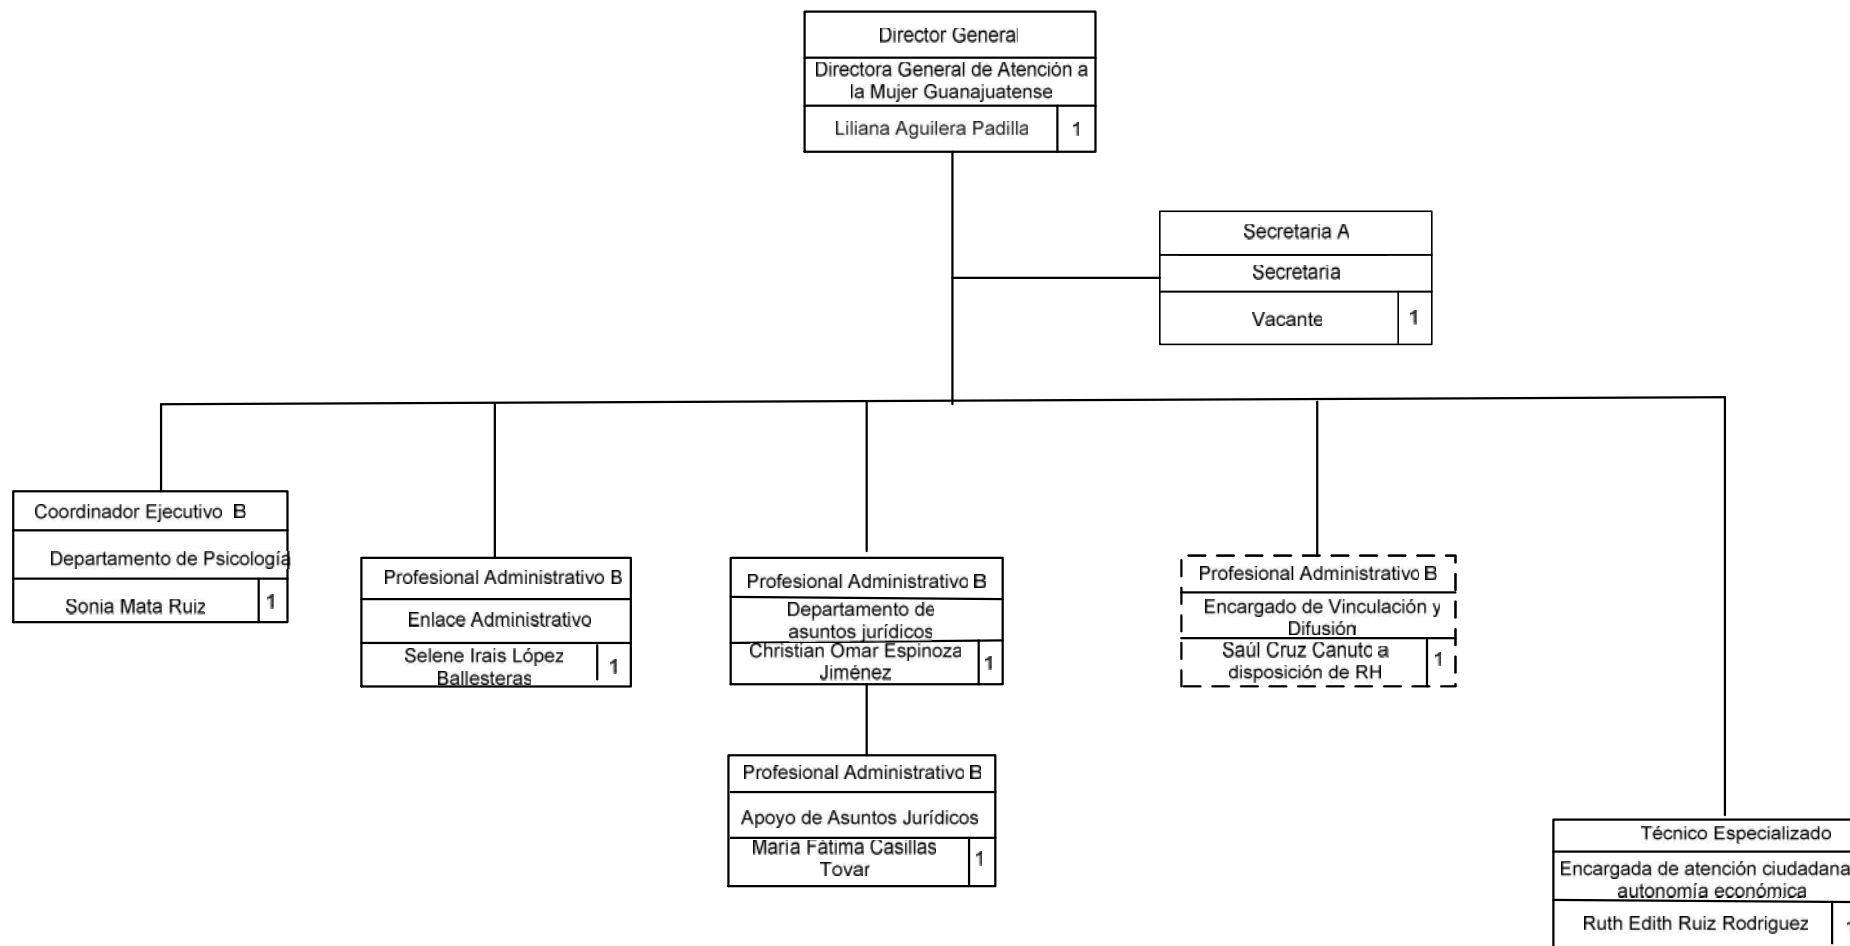 Director General
Directora General de Atención a
la Mujer Guanajuatense
Liliana Aguilera Padilla 1
Secretaria A
Secretaria
Vacante 1
Coordinador Ejecutivo B
Departamento de Psicología
Sonia Mata Ruiz 1
Profesional Administrativo B
Enlace Administrativo
Selene Irais López
Ballesteras 1
Profesional Administrativo B
Departamento de
asuntos jurídicos
Christian Omar Espinoza
Jiménez 1
Profesional Administrativo B
Encargado de Vinculación y
Difusión
Saúl Cruz Canuto a
disposición de RH 1
Profesional Administrativo B
Apoyo de Asuntos Jurídicos
Maria Fátima Casillas
Tovar 1
Técnico Especializado
Encargada de atención ciudadana
autonomía económica
Ruth Edith Ruiz Rodriguez 1